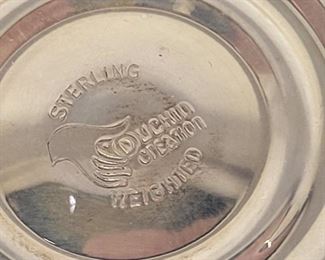 STERLING
DUCHIN
CREATION
WEIGHTED